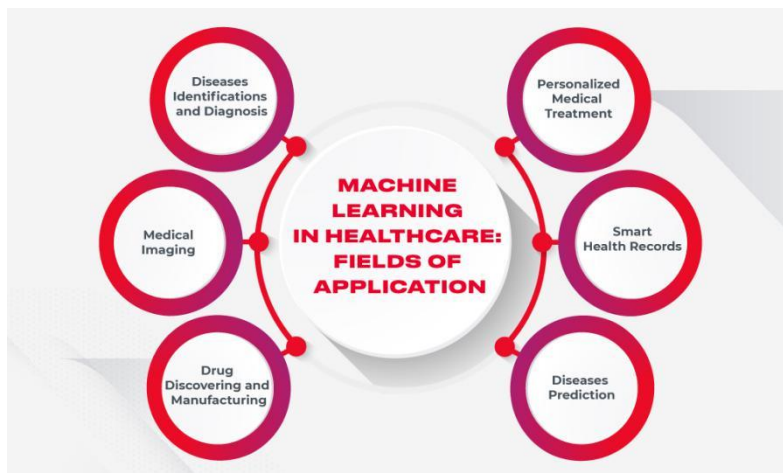 Diseases
Identifications
and Diagnosis
Medical
Imaging
Drug
Discovering and
Manufacturing
MACHINE
LEARNING
IN HEALTHCARE:
FIELDS OF
APPLICATION
Personalized
Medical
Treatment
Smart
Health Records
Diseases
Prediction